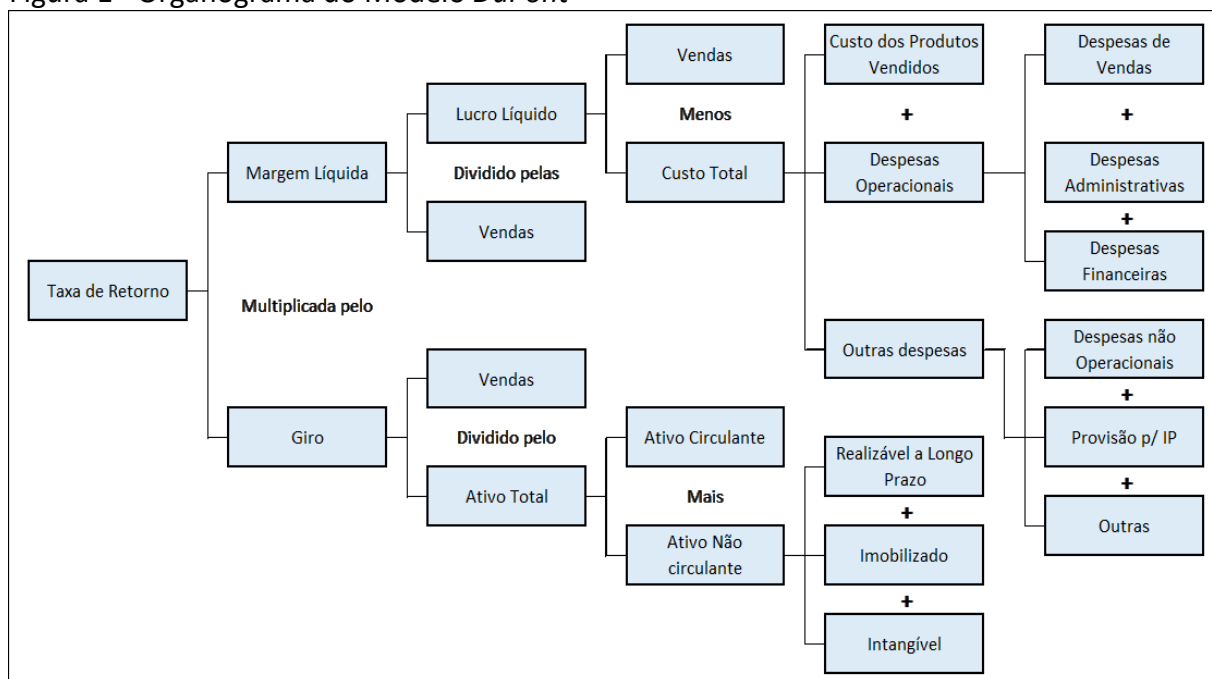 Figura 1 - Organograma do Modelo DuPont
Vendas
Custo dos Produtos
Vendidos
Despesas de
Vendas
Lucro Líquido
Menos
+
+
Margem Líquida
Dividido pelas
Custo Total
Despesas
Operacionais
Despesas
Administrativas
+
Vendas
Despesas
Financeiras
Taxa de Retorno
Multiplicada pelo
Outras despesas
Despesas não
Operacionais
Vendas
+
Giro
Dividido pelo
Ativo Circulante
Realizável a Longo
Prazo
Provisão p/ IP
Ativo Total
Mais
+
+
Ativo Não
circulante
Imobilizado
Outras
+
Intangível